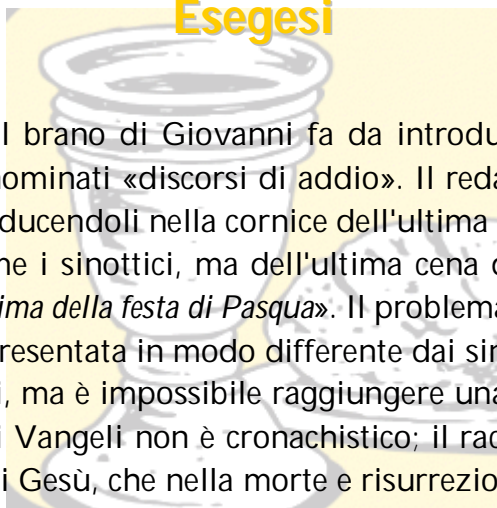 Esegesi
l brano di Giovanni fa da introdu
nominati «discorsi di addio». Il reda
ducendoli nella cornice dell'ultima
ne i sinottici, ma dell'ultima cena
ima della festa di Pasqua». Il problema
resentata in modo differente dai sin
i, ma è impossibile raggiungere una
i Vangeli non è cronachistico; il rac
i Gesù, che nella morte e risurrezio